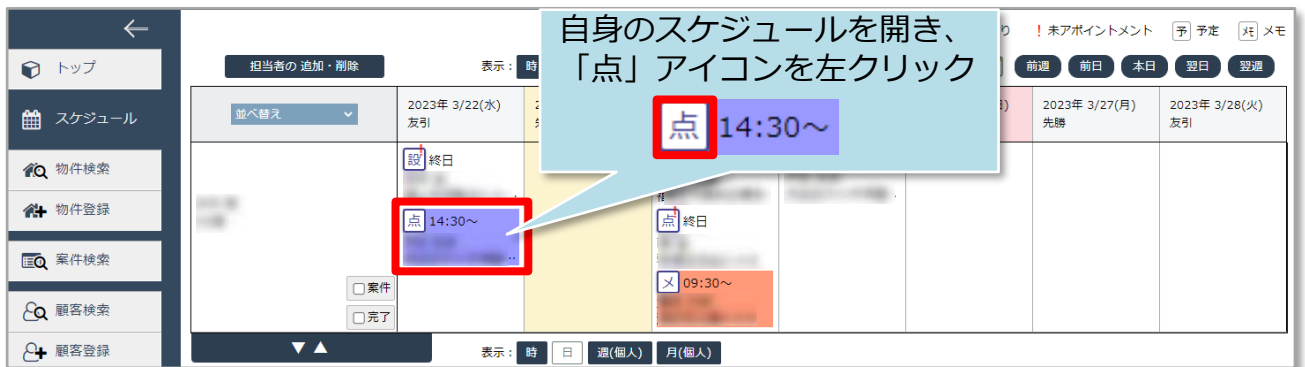 自身のスケジュールを開き、
「点」アイコンを左クリック
点 14:30～
！未アポイントメント 予 予定 メモ メモ
トップ
担当者の 追加・削除
表示： 時
前週 前日 本日 翌日 翌週
スケジュール
並べ替え
2023年 3/22(水)
友引
2023年 3/27(月)
先勝
2023年 3/28(火)
友引
物件検索
設 終日
物件登録
点 14:30～
点 終日
案件検索
□案件
メ 09:30～
顧客検索
□完了
顧客登録
▼ ▲
表示： 時 日 週(個人) 月(個人)